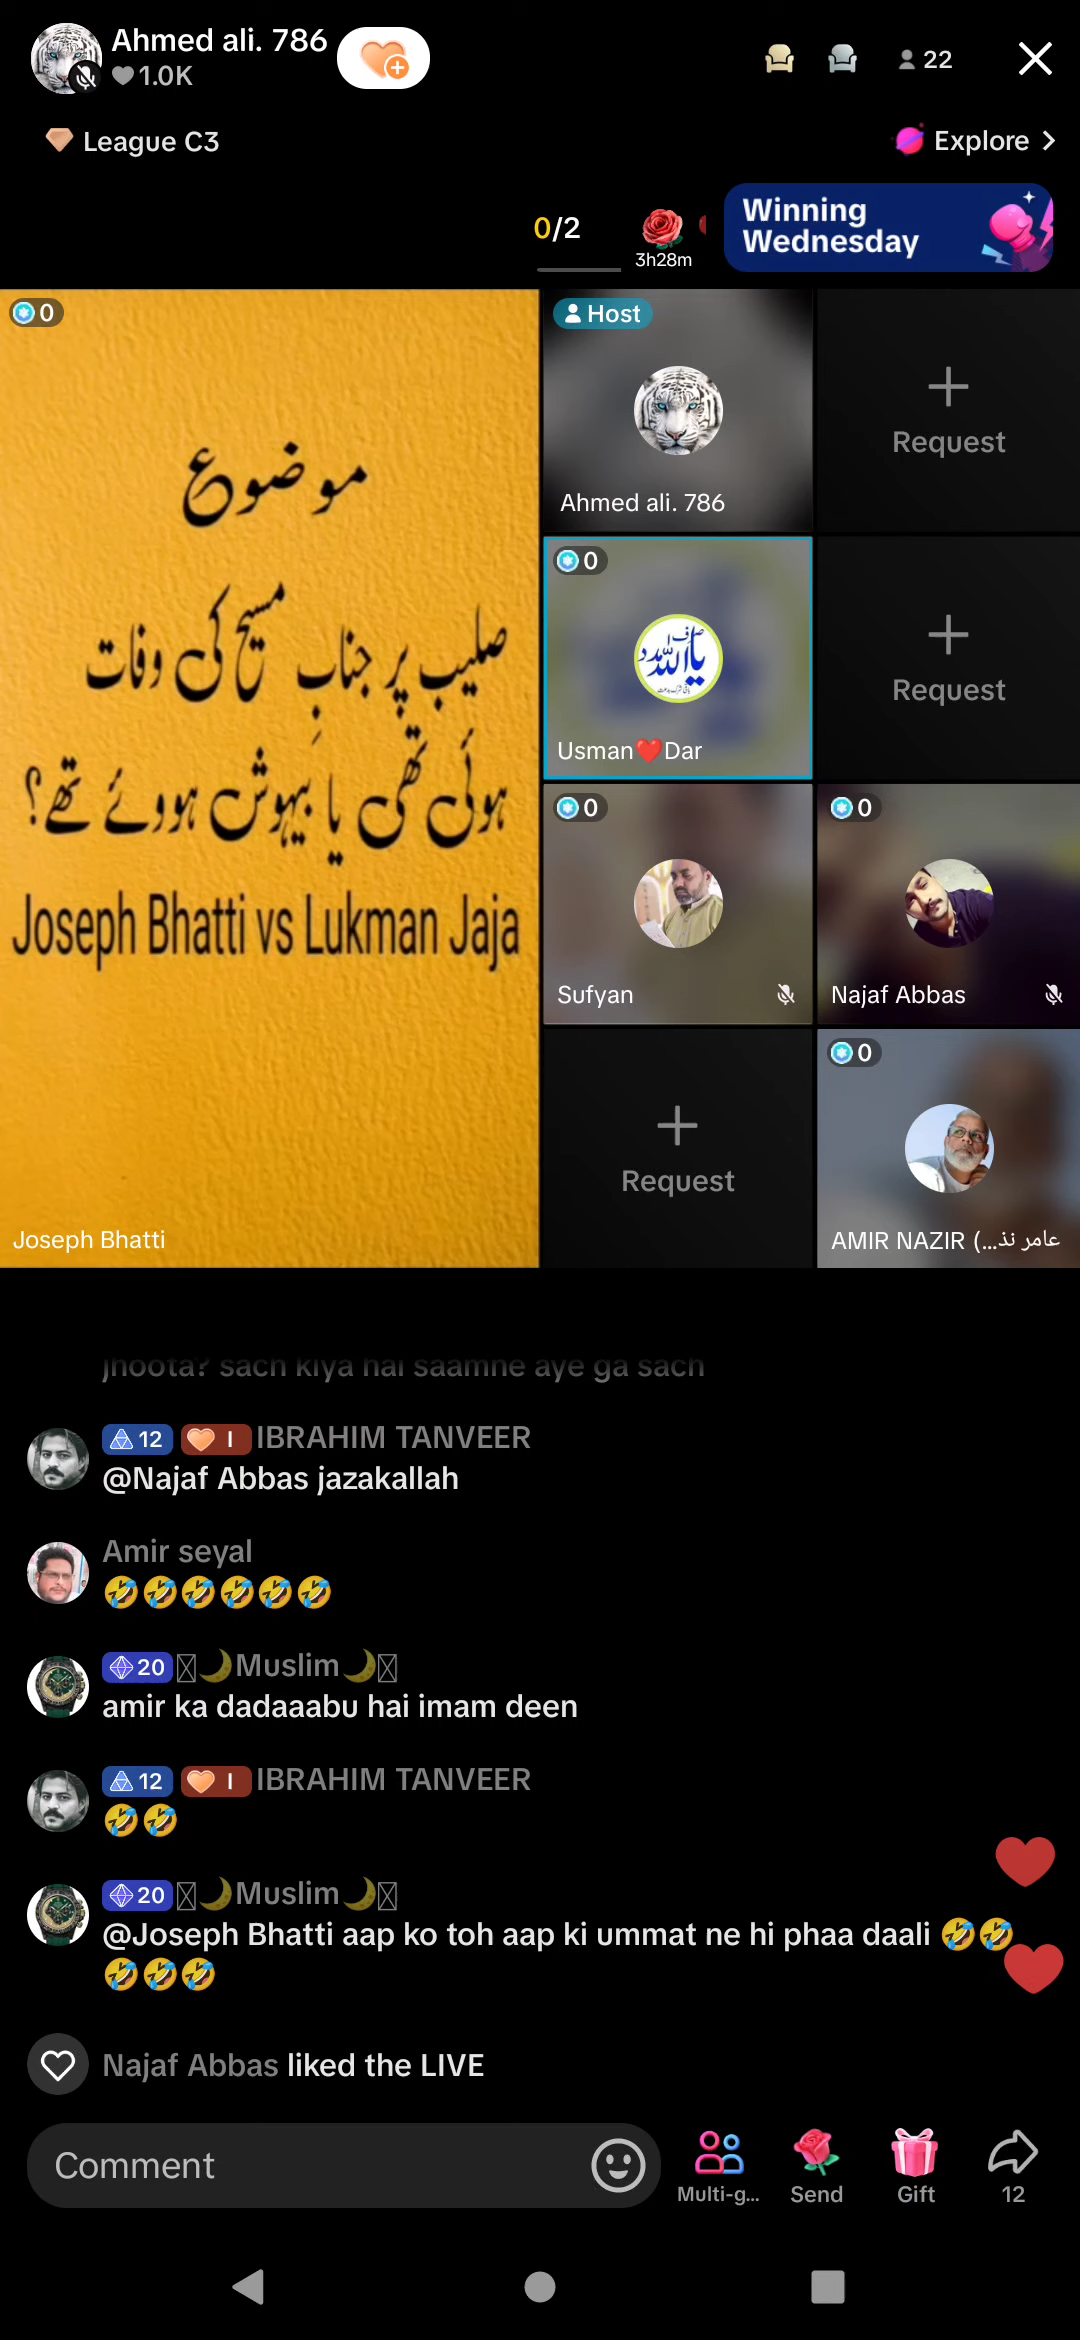 Ahmed ali. 786
1.0K
22
League C3
Explore
0/2
3h28m
Winning
Wednesday
0
موضوع
صلیب پر جنابِ مسیح کی وفات
ہوئی تھی یا بیہوش ہووئے تھے؟
Joseph Bhatti vs Lukman Jaja
Joseph Bhatti
Host
Ahmed ali. 786
Request
0
یا اللہ مدد
Usman❤️Dar
Request
0
Sufyan
0
Najaf Abbas
Request
0
AMIR NAZIR (...عامر نذ
jhoota? sach kiya hai saamne aye ga sach
12 I IBRAHIM TANVEER
@Najaf Abbas jazakallah
Amir seyal
🤣🤣🤣🤣🤣🤣
20 🌙Muslim🌙
amir ka dadaaabu hai imam deen
12 I IBRAHIM TANVEER
🤣🤣
20 🌙Muslim🌙
@Joseph Bhatti aap ko toh aap ki ummat ne hi phaa daali 🤣🤣
🤣🤣🤣
Najaf Abbas liked the LIVE
Comment
Multi-g...
Send
Gift
12